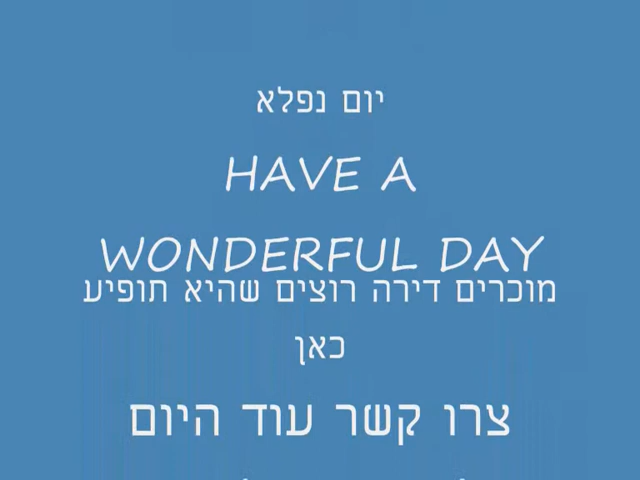 יום נפלא
HAVE A
WONDERFUL DAY
מוכרים דירה רוצים שהיא תופיע
כאן
צרו קשר עוד היום